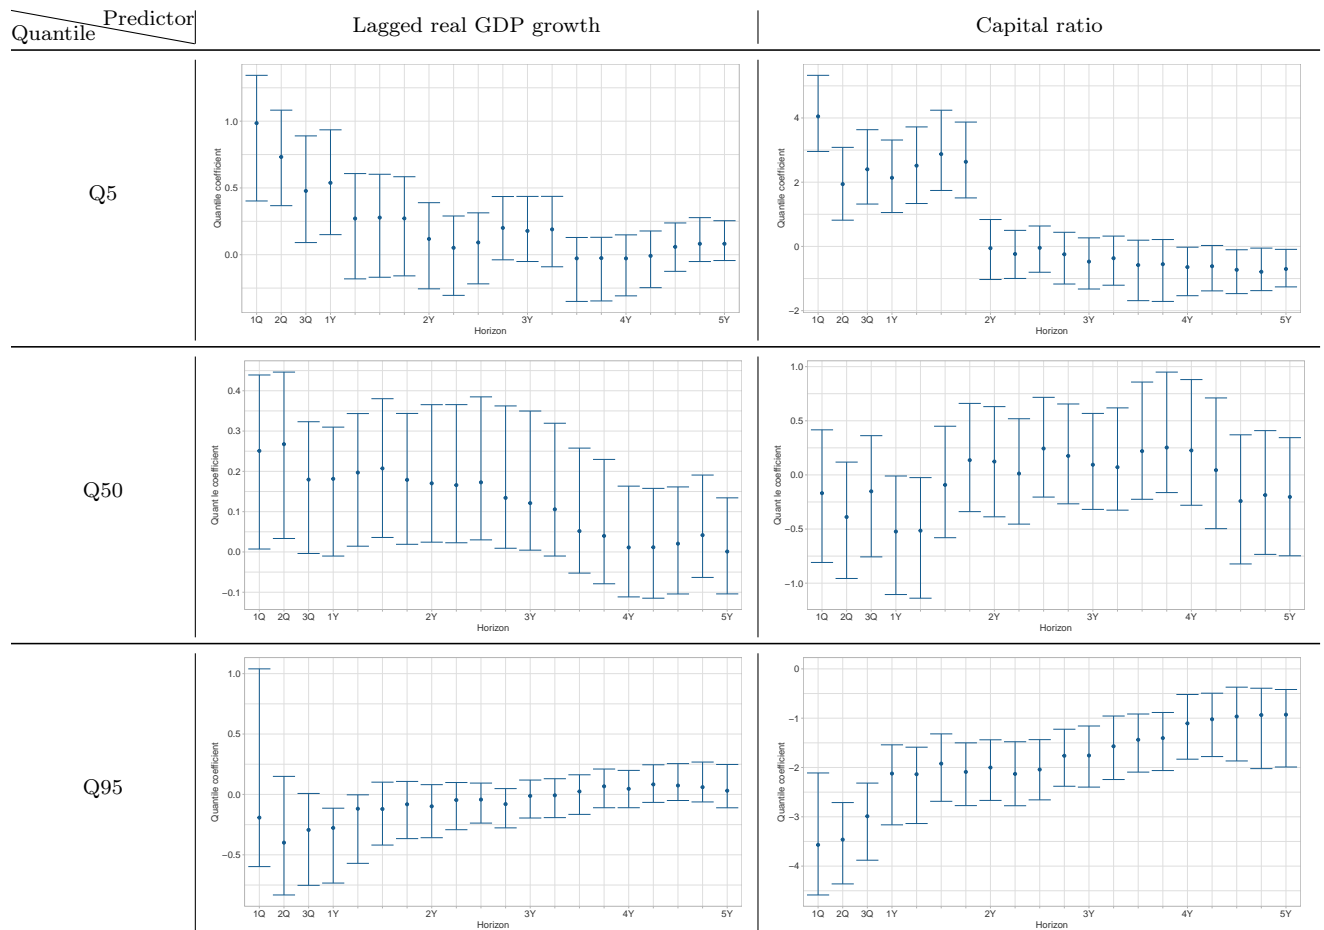 Predictor
Quantile
Lagged real GDP growth
Capital ratio
Q5
Quantile coefficient
1.0
0.5
0.0
1Q 2Q 3Q 1Y 2Y 3Y 4Y 5Y
Horizon
Quantile coefficient
4
2
0
−2
1Q 2Q 3Q 1Y 2Y 3Y 4Y 5Y
Horizon
Q50
Quantile coefficient
0.4
0.3
0.2
0.1
0.0
−0.1
1Q 2Q 3Q 1Y 2Y 3Y 4Y 5Y
Horizon
Quantile coefficient
1.0
0.5
0.0
−0.5
−1.0
1Q 2Q 3Q 1Y 2Y 3Y 4Y 5Y
Horizon
Q95
Quantile coefficient
1.0
0.5
0.0
−0.5
1Q 2Q 3Q 1Y 2Y 3Y 4Y 5Y
Horizon
Quantile coefficient
0
−1
−2
−3
−4
1Q 2Q 3Q 1Y 2Y 3Y 4Y 5Y
Horizon